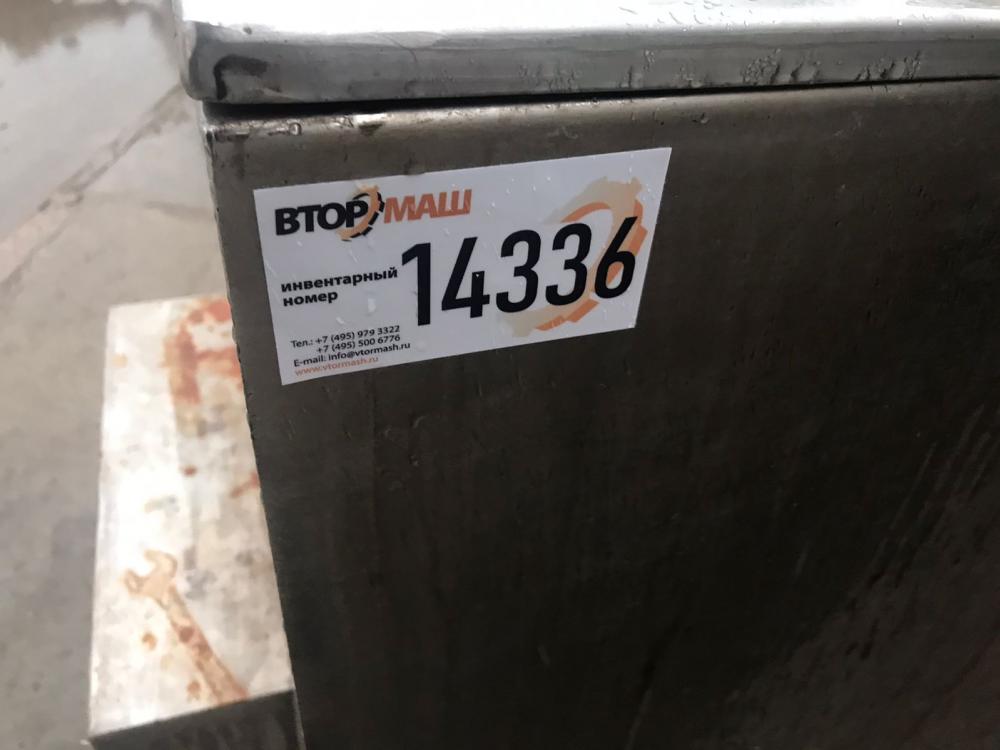 ВТОРМАШ
инвентарный
номер
14336
Тел.: +7 (495) 979 3322
+7 (495) 500 6776
E-mail: info@vtormash.ru
www.vtormash.ru